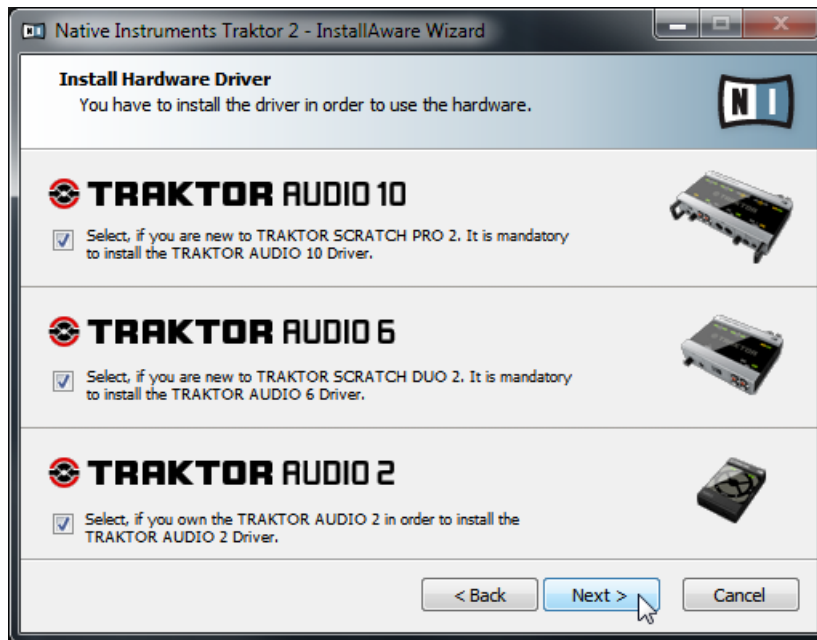 Native Instruments Traktor 2 - InstallAware Wizard
Install Hardware Driver
You have to install the driver in order to use the hardware.
N I
TRAKTOR AUDIO 10
Select, if you are new to TRAKTOR SCRATCH PRO 2. It is mandatory
to install the TRAKTOR AUDIO 10 Driver.
TRAKTOR AUDIO 6
Select, if you are new to TRAKTOR SCRATCH DUO 2. It is mandatory
to install the TRAKTOR AUDIO 6 Driver.
TRAKTOR AUDIO 2
Select, if you own the TRAKTOR AUDIO 2 in order to install the
TRAKTOR AUDIO 2 Driver.
< Back Next > Cancel